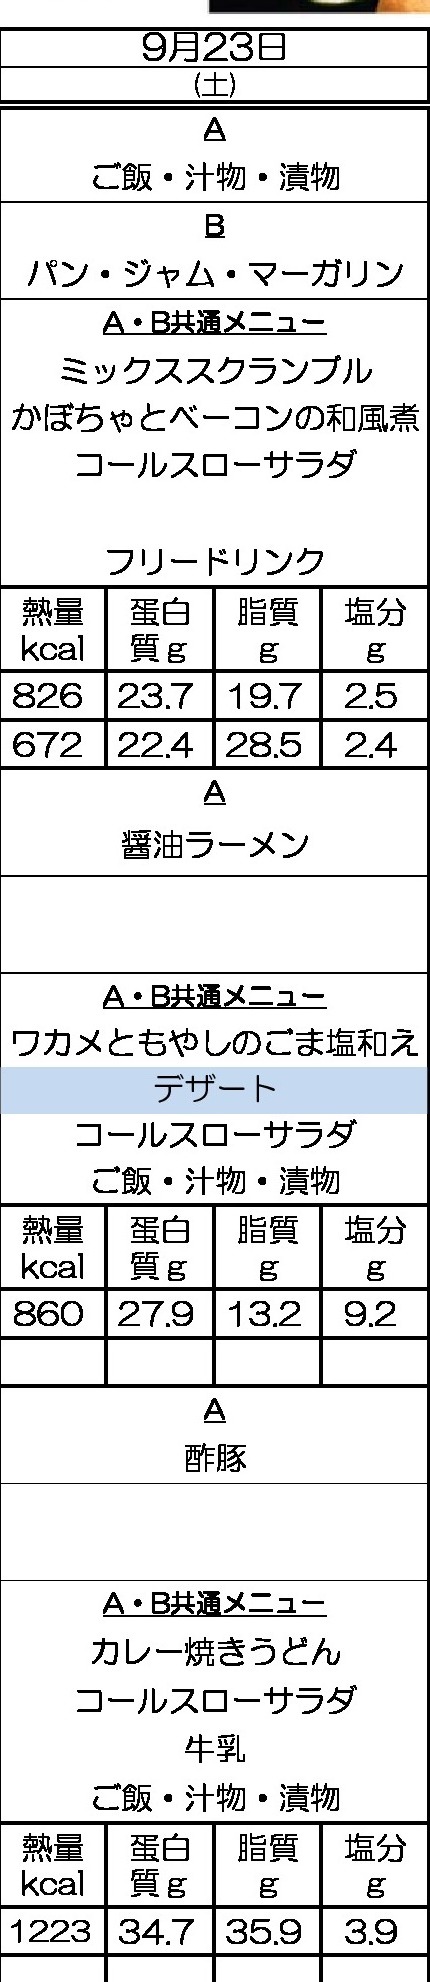 9月23日
(土)
A
ご飯・汁物・漬物
B
パン・ジャム・マーガリン
A・B共通メニュー
ミックススクランブル
かぼちゃとベーコンの和風煮
コールスローサラダ
フリードリンク
熱量 蛋白 脂質 塩分
kcal 質g g g
826 23.7 19.7 2.5
672 22.4 28.5 2.4
A
醤油ラーメン
A・B共通メニュー
ワカメともやしのごま塩和え
デザート
コールスローサラダ
ご飯・汁物・漬物
熱量 蛋白 脂質 塩分
kcal 質g g g
860 27.9 13.2 9.2
A
酢豚
A・B共通メニュー
カレー焼きうどん
コールスローサラダ
牛乳
ご飯・汁物・漬物
熱量 蛋白 脂質 塩分
kcal 質g g g
1223 34.7 35.9 3.9